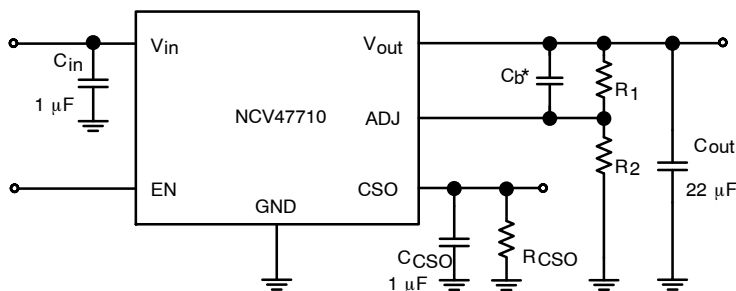 Vin
Vout
Cin
1 μF
Cb*
R1
NCV47710
ADJ
Cout
22 μF
R2
EN
CSO
GND
CCSO
1 μF
RCSO